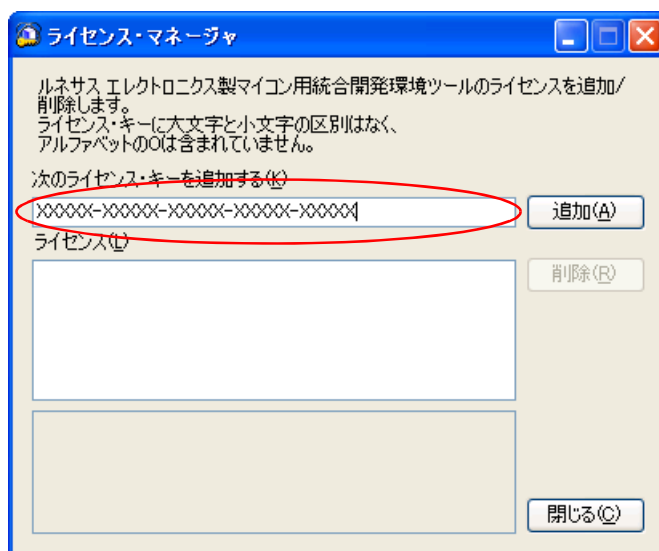 ライセンス・マネージャ
ルネサス エレクトロニクス製マイコン用統合開発環境ツールのライセンスを追加/
削除します。
ライセンス・キーに大文字と小文字の区別はなく、
アルファベットのOは含まれていません。
次のライセンス・キーを追加する(K)
XXXXXX-XXXXXX-XXXXXX-XXXXXX-XXXXXX
追加(A)
ライセンス(L)
削除(R)
閉じる(C)